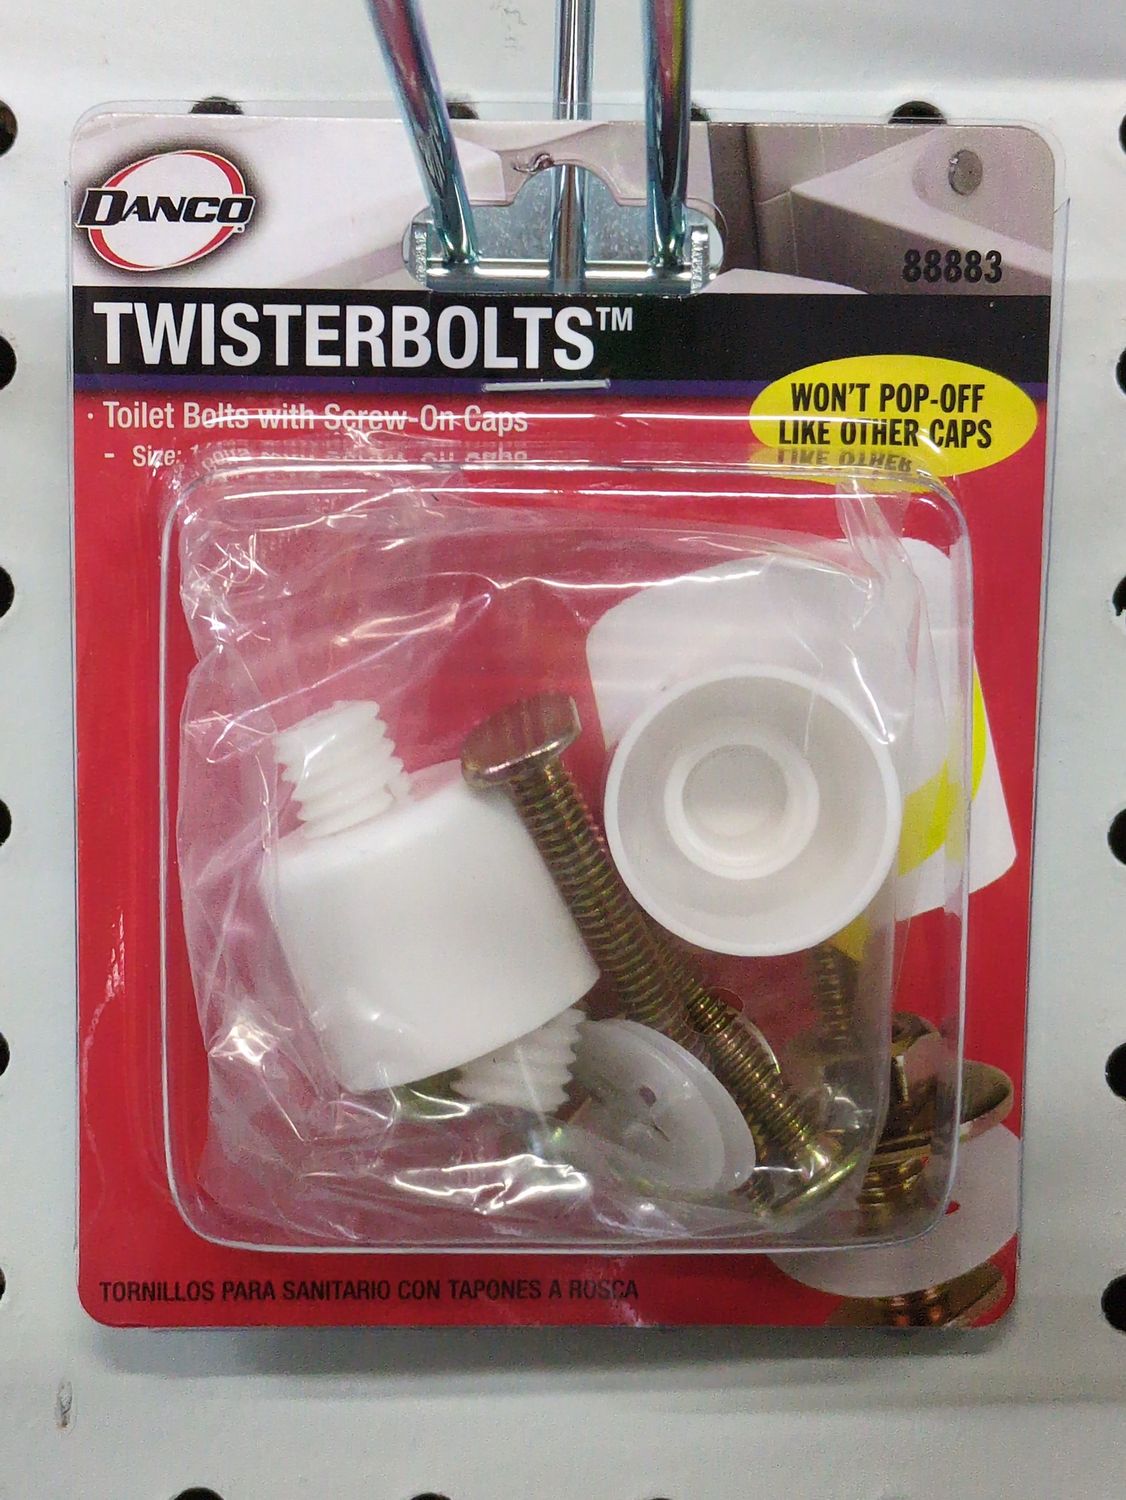 DANCO
88883
TWISTERBOLTS™
· Toilet Bolts with Screw-On Caps
- Size:
WON'T POP-OFF
LIKE OTHER CAPS
TORNILLOS PARA SANITARIO CON TAPONES A ROSCA